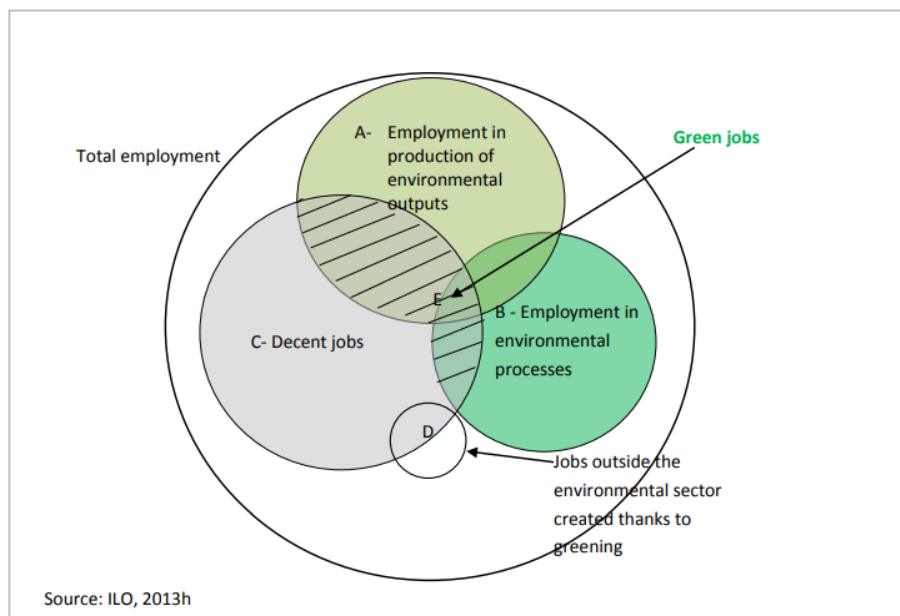 A- Employment in
production of
environmental
outputs
Green jobs
Total employment
E
B - Employment in
environmental
processes
C- Decent jobs
D
Jobs outside the
environmental sector
created thanks to
greening
Source: ILO, 2013h